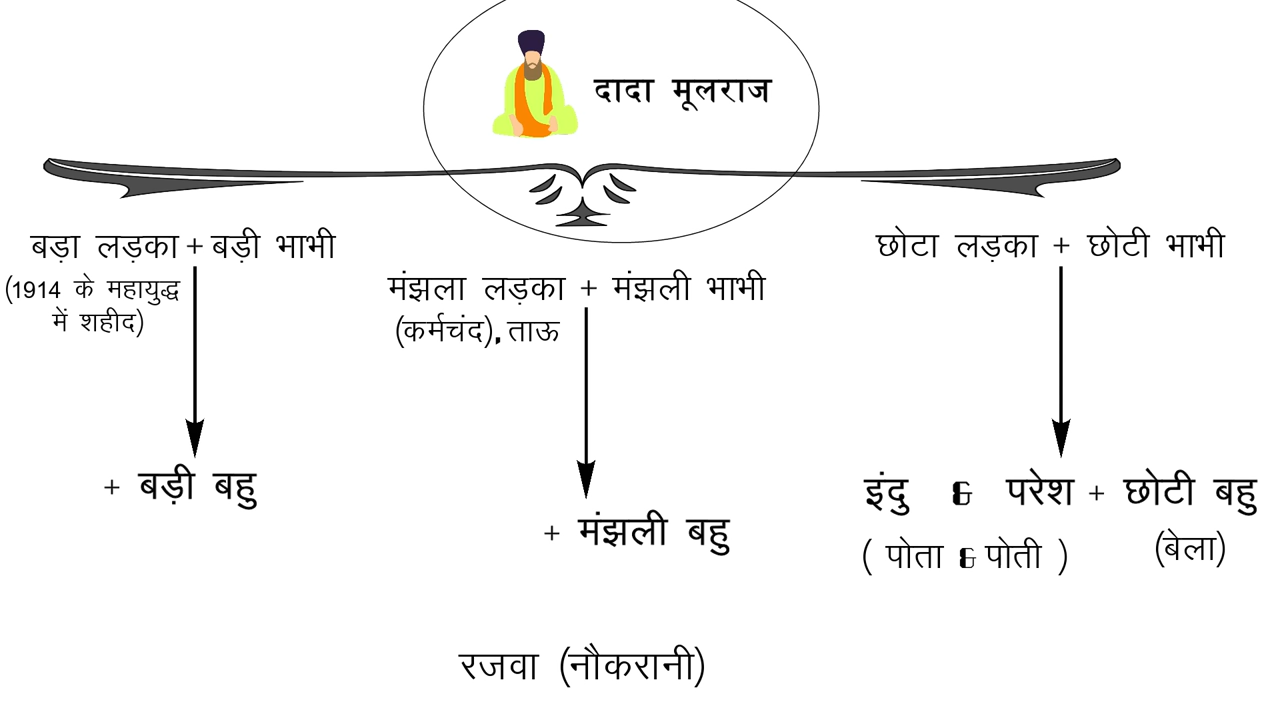 दादा मूलराज
बड़ा लड़का + बड़ी भाभी
(1914 के महायुद्ध
में शहीद)
मंझला लड़का + मंझली भाभी
(कर्मचंद), ताऊ
छोटा लड़का + छोटी भाभी
+ बड़ी बहु
+ मंझली बहु
इंदु & परेश + छोटी बहु
( पोता & पोती )
(बेला)
रजवा (नौकरानी)